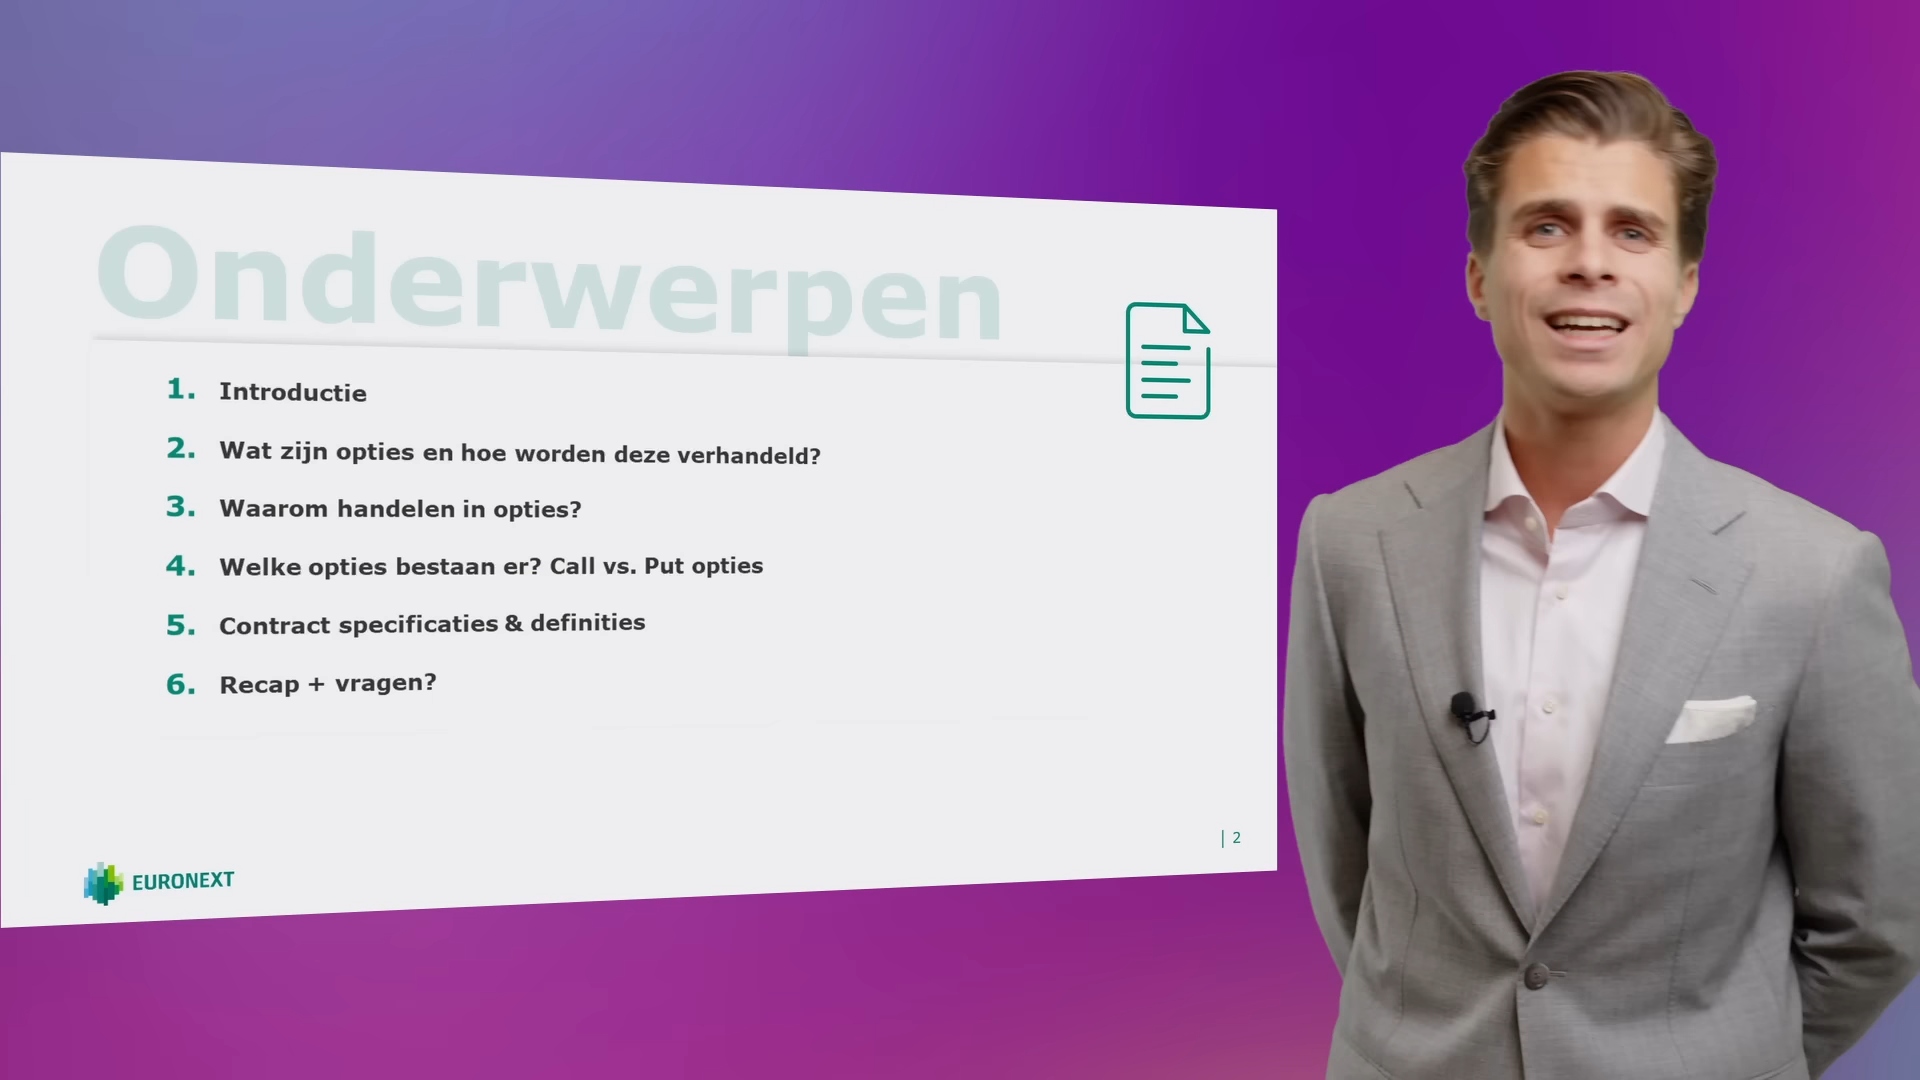 Onderwerpen
1. Introductie
2. Wat zijn opties en hoe worden deze verhandeld?
3. Waarom handelen in opties?
4. Welke opties bestaan er? Call vs. Put opties
5. Contract specificaties & definities
6. Recap + vragen?
| 2
EURONEXT